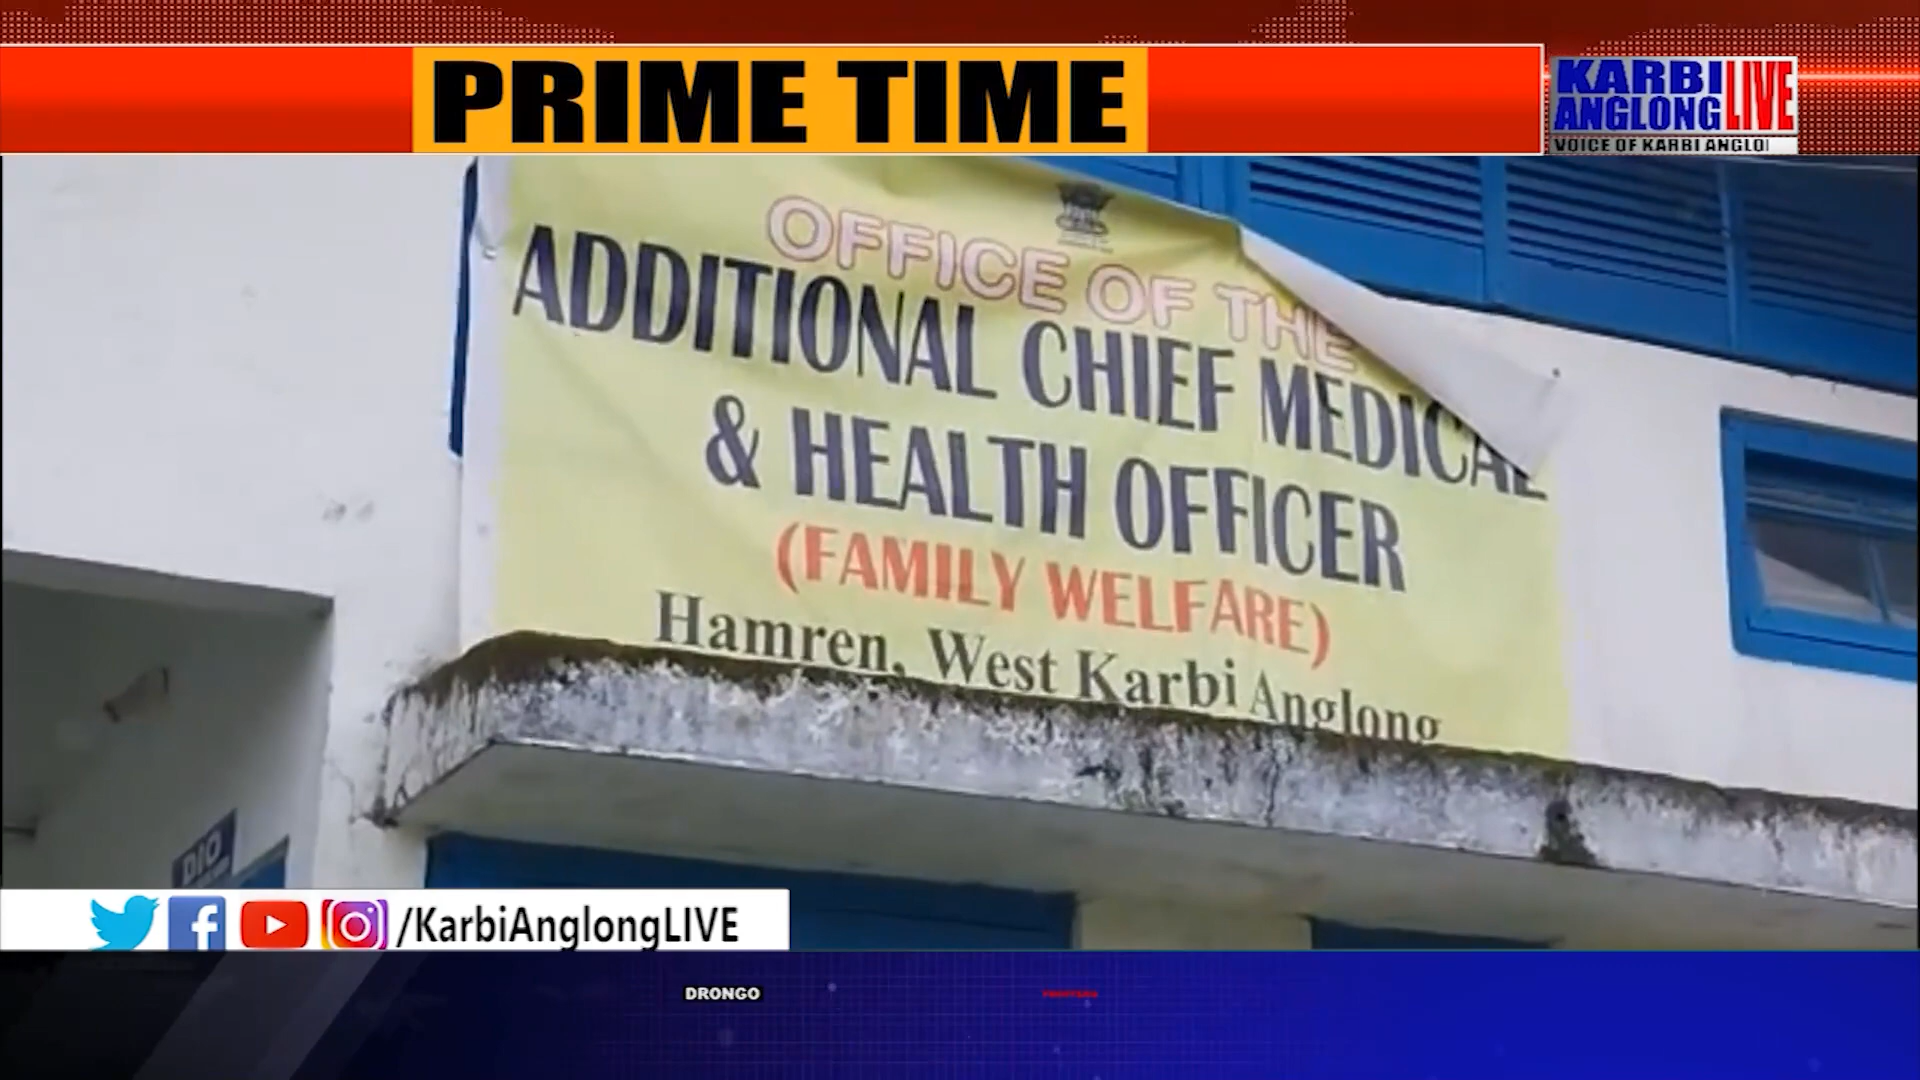 PRIME TIME
KARBI
ANGLONG LIVE
VOICE OF KARBI ANGLO
OFFICE OF THE
ADDITIONAL CHIEF MEDICAL
& HEALTH OFFICER
(FAMILY WELFARE)
Hamren, West Karbi Anglong
DIO
/KarbiAnglongLIVE
DRONGO